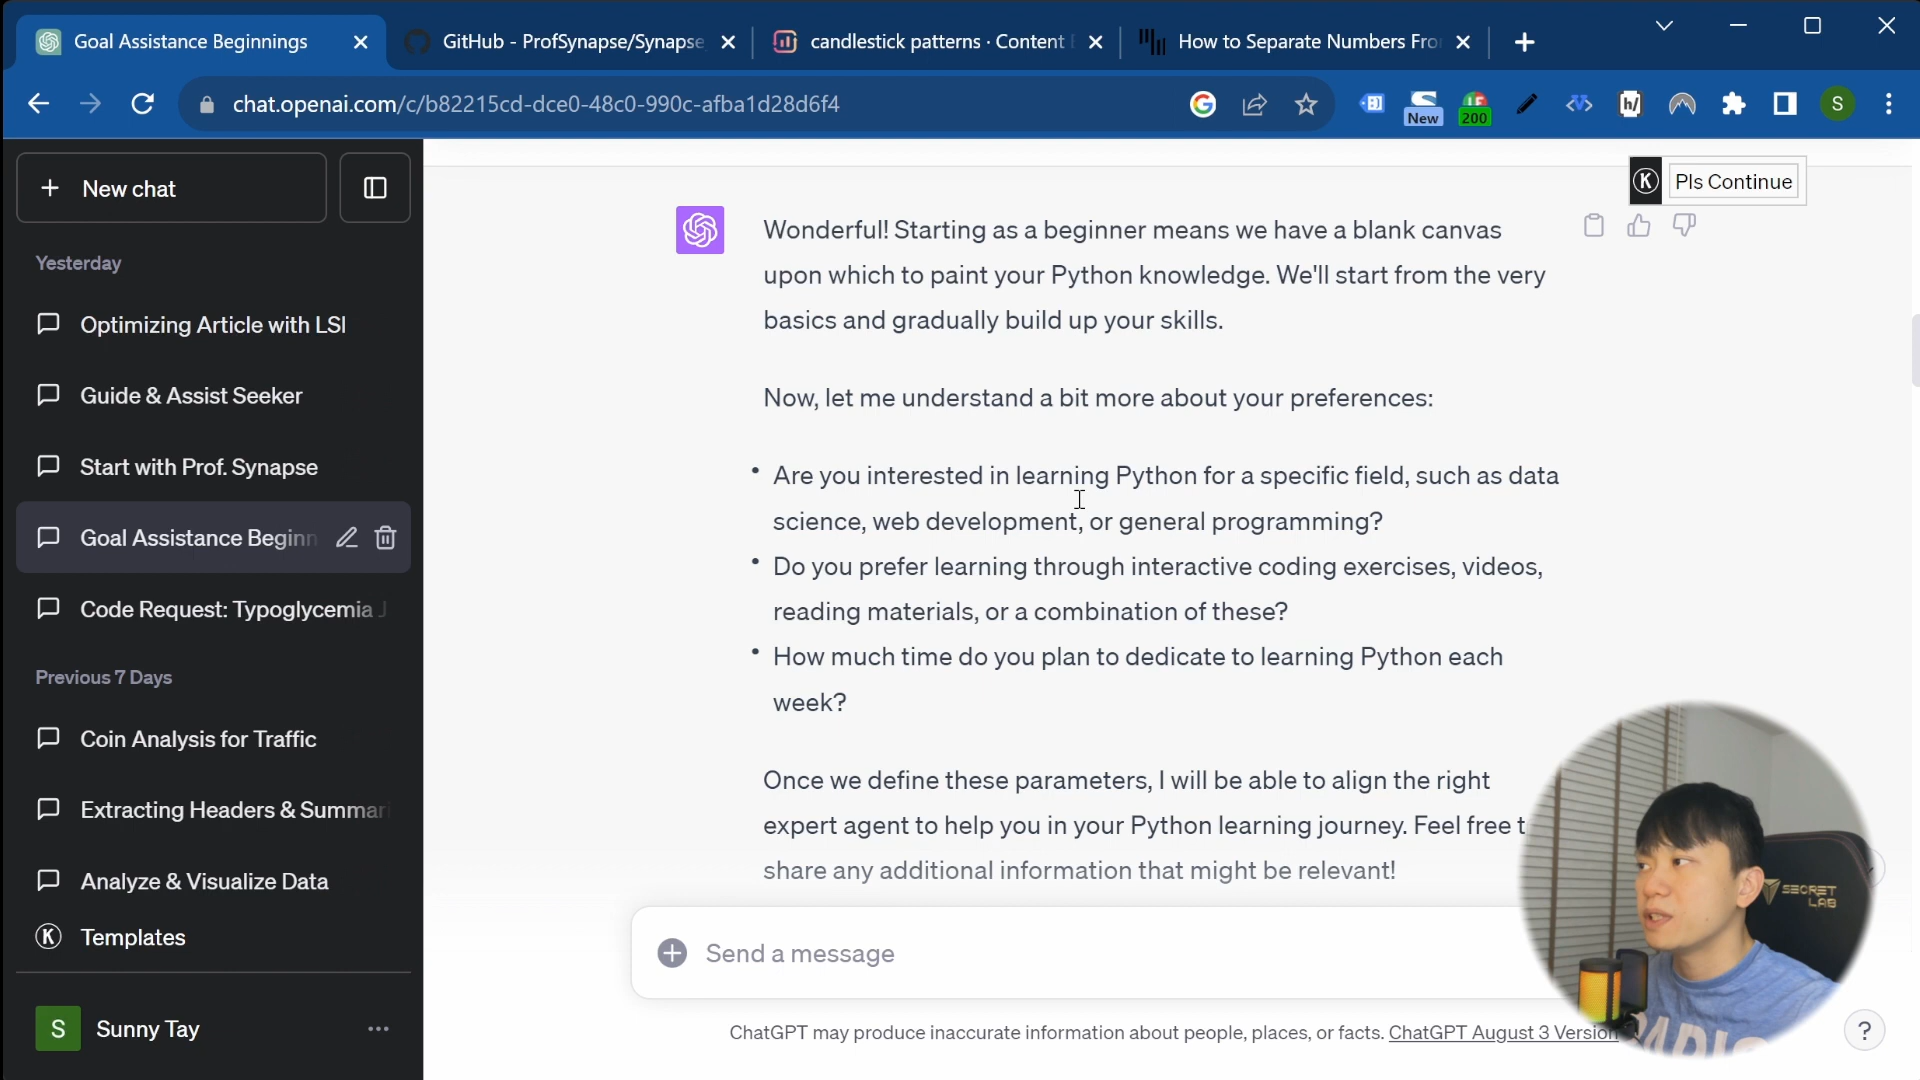 Goal Assistance Beginnings
GitHub - ProfSynapse/Synapse
candlestick patterns · Content
How to Separate Numbers Fro
chat.openai.com/c/b82215cd-dce0-48c0-990c-afba1d28d6f4
New
200
h/
S
New chat
K
Pls Continue
Yesterday
Optimizing Article with LSI
Guide & Assist Seeker
Start with Prof. Synapse
Goal Assistance Beginn
Code Request: Typoglycemia J
Previous 7 Days
Coin Analysis for Traffic
Extracting Headers & Summari
Analyze & Visualize Data
K Templates
S Sunny Tay
Wonderful! Starting as a beginner means we have a blank canvas
upon which to paint your Python knowledge. We'll start from the very
basics and gradually build up your skills.
Now, let me understand a bit more about your preferences:
• Are you interested in learning Python for a specific field, such as data
science, web development, or general programming?
• Do you prefer learning through interactive coding exercises, videos,
reading materials, or a combination of these?
• How much time do you plan to dedicate to learning Python each
week?
Once we define these parameters, I will be able to align the right
expert agent to help you in your Python learning journey. Feel free t
share any additional information that might be relevant!
SECRET
LAB
Send a message
ChatGPT may produce inaccurate information about people, places, or facts. ChatGPT August 3 Version
?